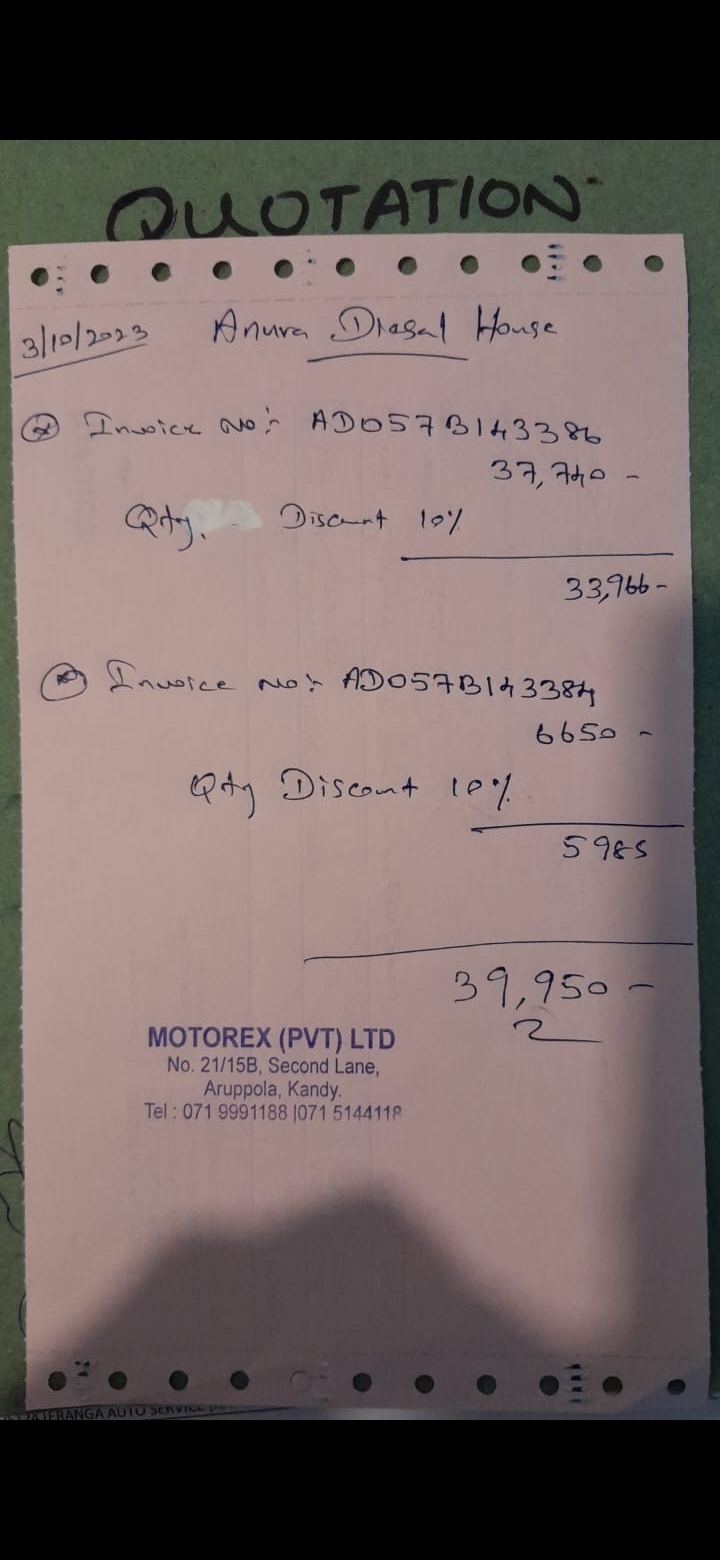 QUOTATION
3/10/2023 Anura Diesal House
Invoice No:- AD057B143386
37,740 -
Qty. Discount 10%
33,966 -
Invoice No:- AD057B143384
6650 -
Qty Discount 10%
5985
39,950 -
MOTOREX (PVT) LTD
No. 21/15B, Second Lane,
Aruppola, Kandy.
Tel : 071 9991188 |071 5144118
AUTO SERVICE